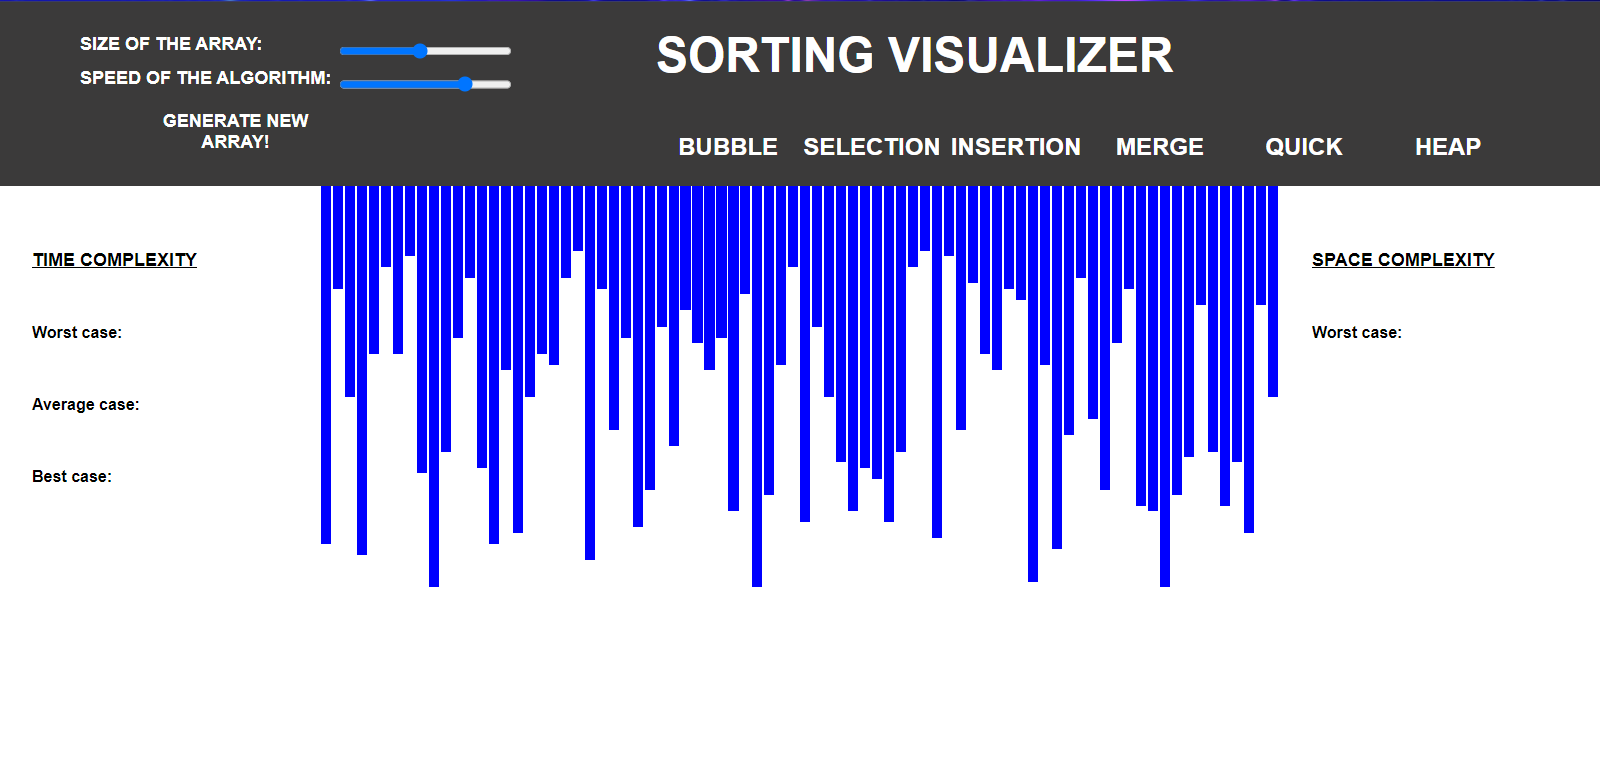 SIZE OF THE ARRAY:
SPEED OF THE ALGORITHM:
GENERATE NEW
ARRAY!
SORTING VISUALIZER
BUBBLE SELECTION INSERTION MERGE QUICK HEAP
TIME COMPLEXITY
Worst case:
Average case:
Best case:
SPACE COMPLEXITY
Worst case: